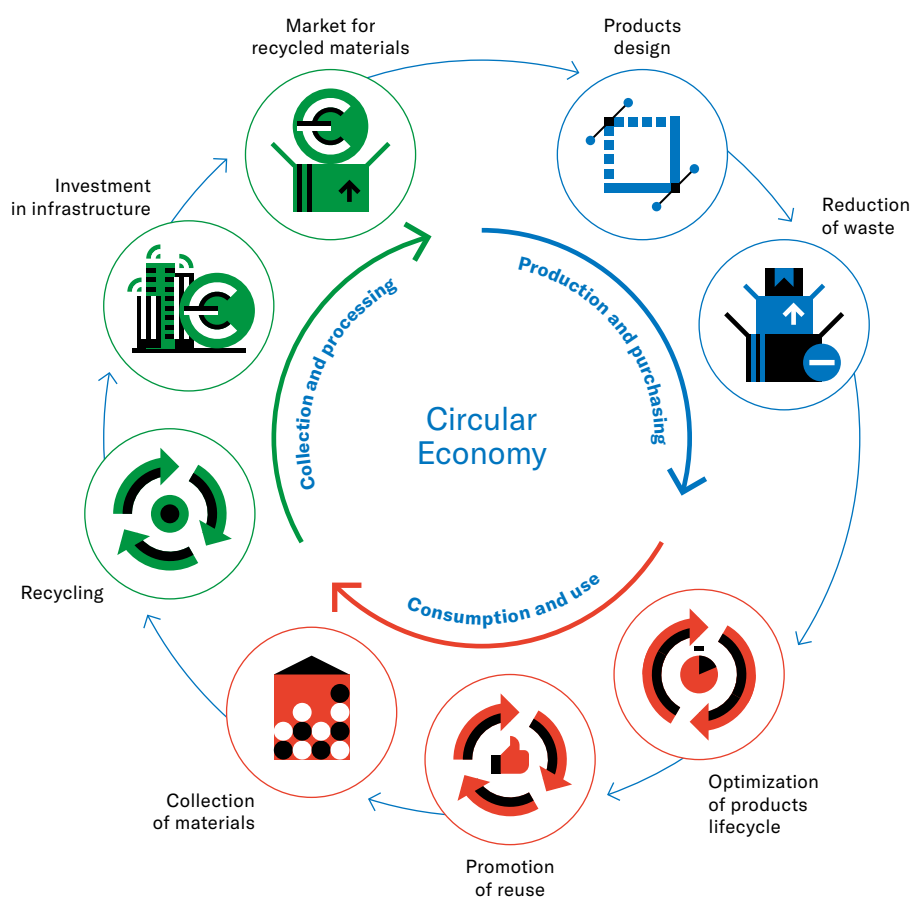 Market for
recycled materials
Products
design
Investment
in infrastructure
Reduction
of waste
Collection and processing
Production and purchasing
Circular
Economy
Recycling
Consumption and use
Collection
of materials
Optimization
of products
lifecycle
Promotion
of reuse